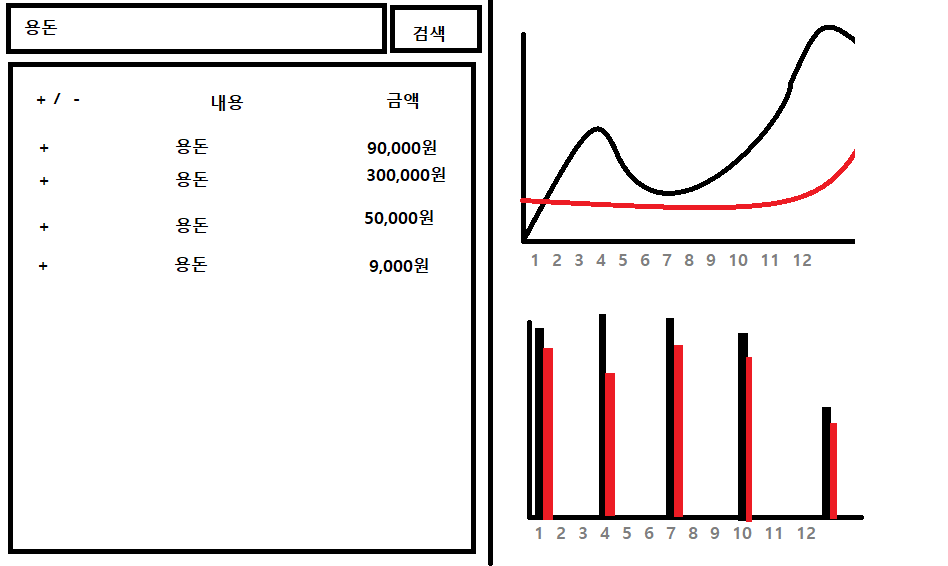 용돈 검색
+ / - 내용 금액
+ 용돈 90,000원
+ 용돈 300,000원
+ 용돈 50,000원
+ 용돈 9,000원
1 2 3 4 5 6 7 8 9 10 11 12
1 2 3 4 5 6 7 8 9 10 11 12